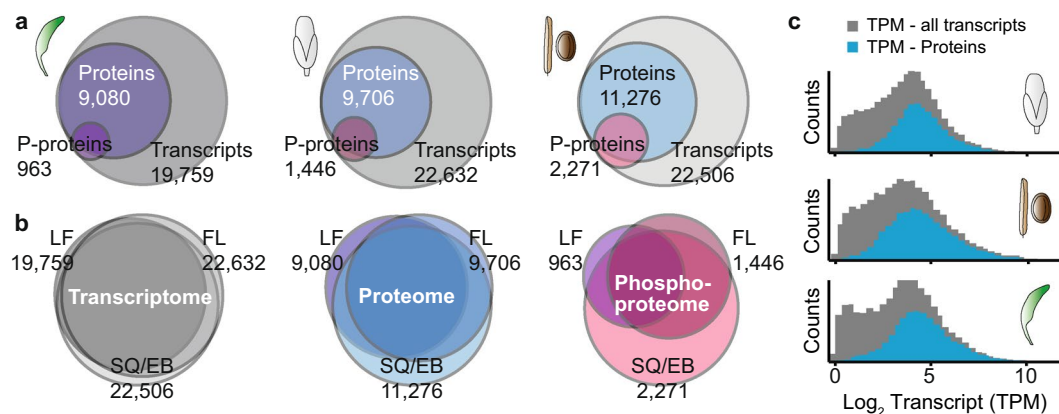 a
Proteins
9,080
P-proteins
963
Transcripts
19,759
Proteins
9,706
P-proteins
1,446
Transcripts
22,632
Proteins
11,276
P-proteins
2,271
Transcripts
22,506
b
LF
19,759
FL
22,632
Transcriptome
SQ/EB
22,506
LF
9,080
FL
9,706
Proteome
SQ/EB
11,276
LF
963
FL
1,446
Phospho-
proteome
SQ/EB
2,271
c
TPM - all transcripts
TPM - Proteins
Counts
Counts
Counts
0 5 10
Log2 Transcript (TPM)